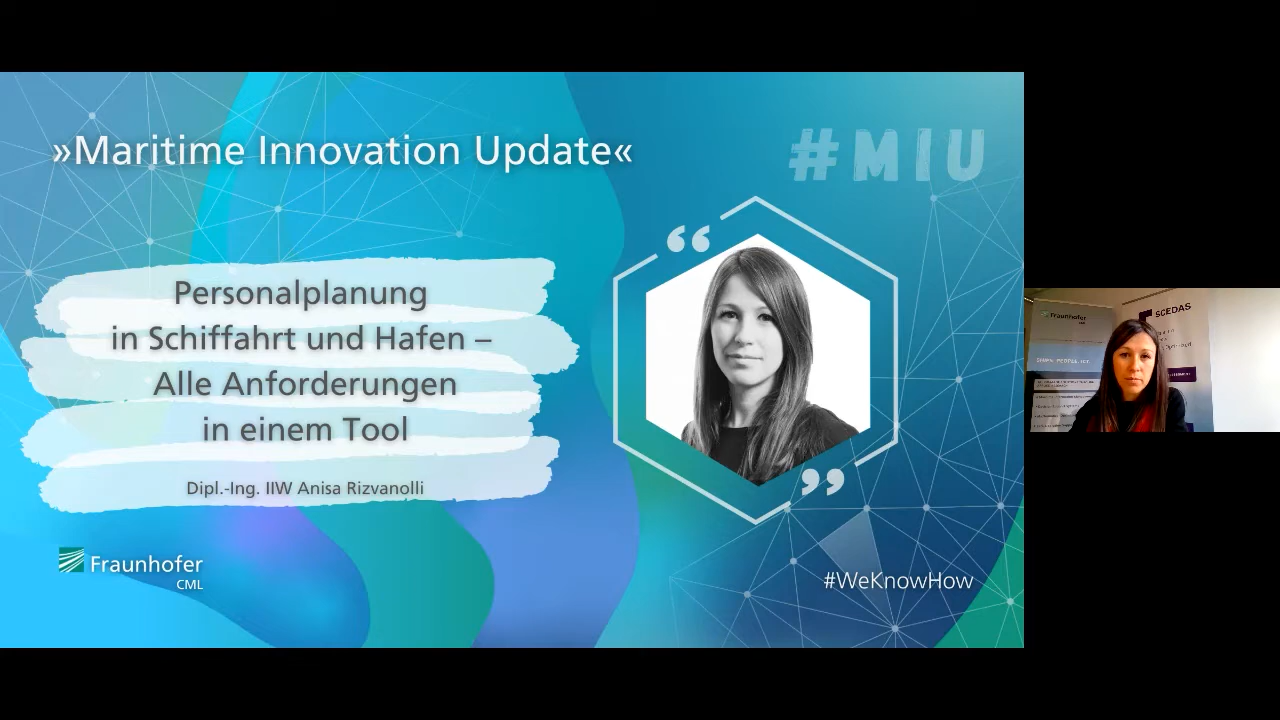 »Maritime Innovation Update«
#MIU
Personalplanung
in Schiffahrt und Hafen –
Alle Anforderungen
in einem Tool
Dipl.-Ing. IIW Anisa Rizvanolli
Fraunhofer
CML
#WeKnowHow
Fraunhofer
SCEDAS